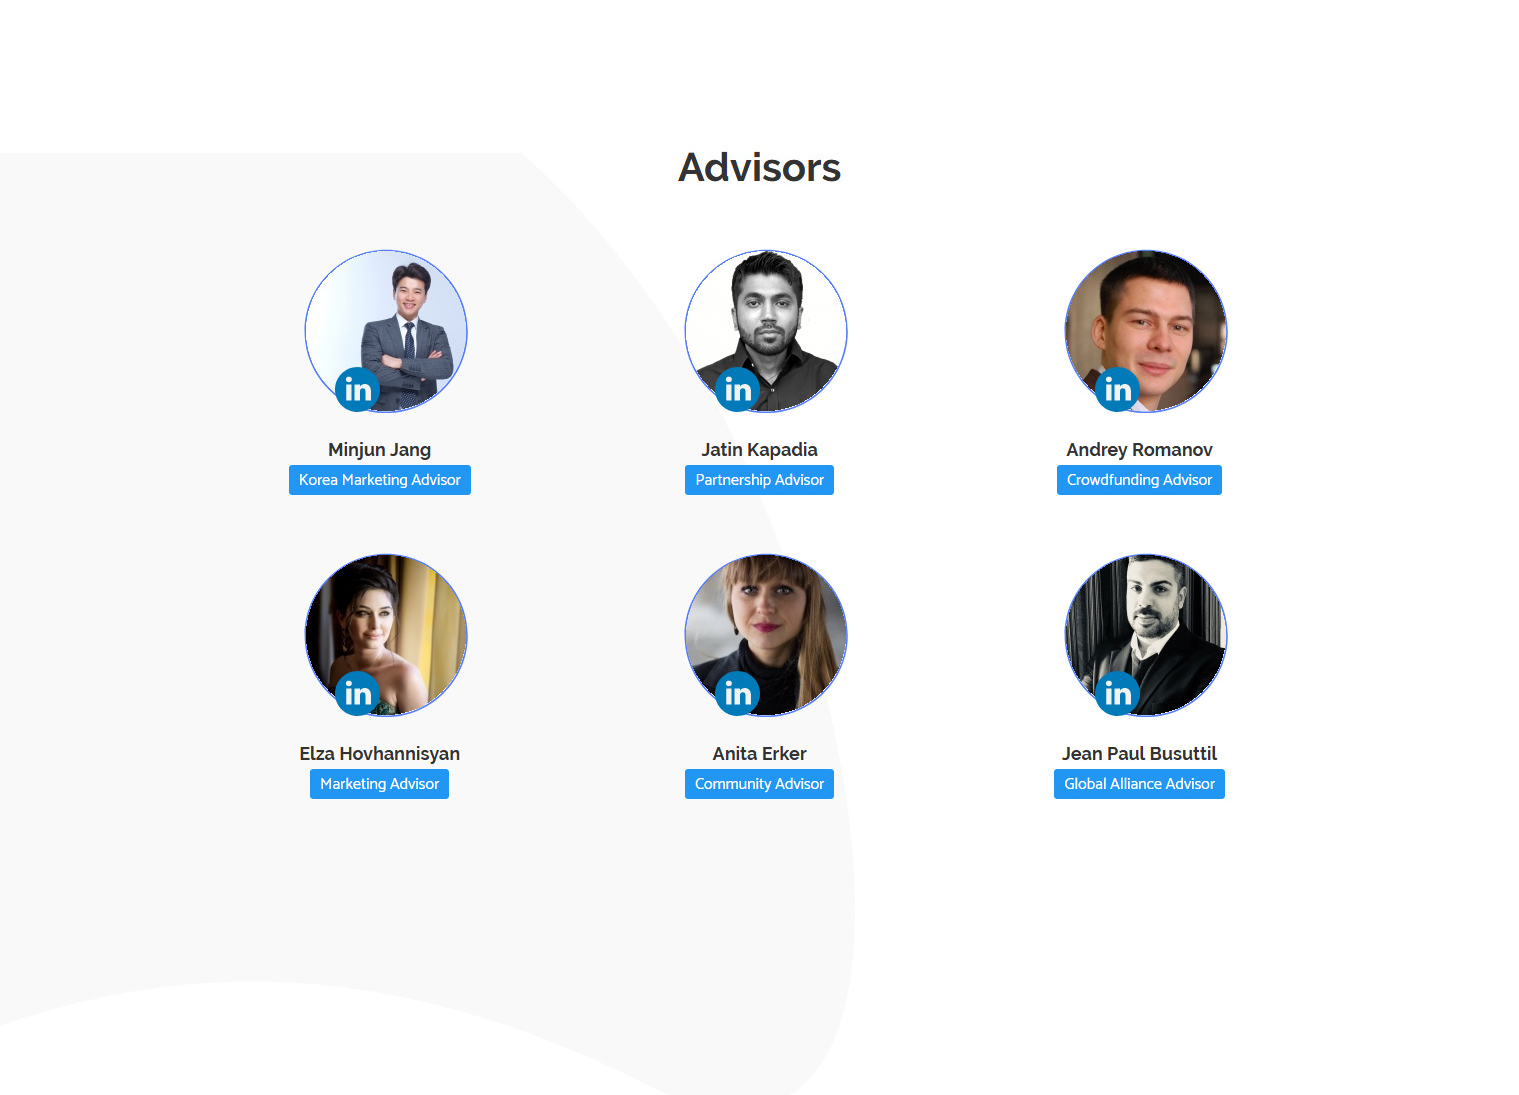 Advisors
in
in
in
Minjun Jang
Jatin Kapadia
Andrey Romanov
Korea Marketing Advisor
Partnership Advisor
Crowdfunding Advisor
in
in
in
Elza Hovhannisyan
Anita Erker
Jean Paul Busuttil
Marketing Advisor
Community Advisor
Global Alliance Advisor